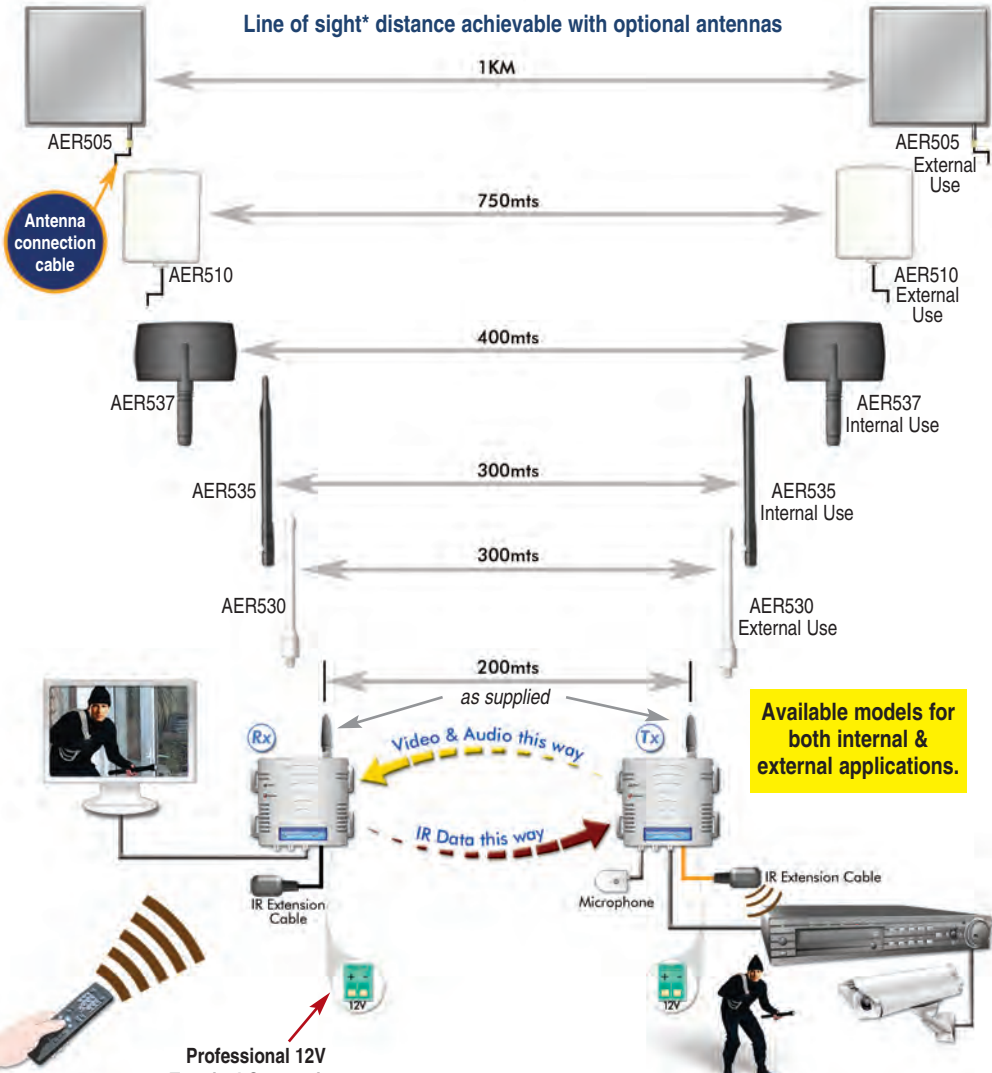 Line of sight* distance achievable with optional antennas
1KM
AER505
AER505
External
Use
Antenna
connection
cable
750mts
AER510
AER510
External
Use
400mts
AER537
AER537
Internal Use
300mts
AER535
AER535
Internal Use
300mts
AER530
AER530
External Use
200mts
as supplied
Available models for
both internal &
external applications.
Rx
Video & Audio this way
Tx
IR Data this way
IR Extension
Cable
Microphone
IR Extension Cable
+ -
12V
+ -
12V
Professional 12V